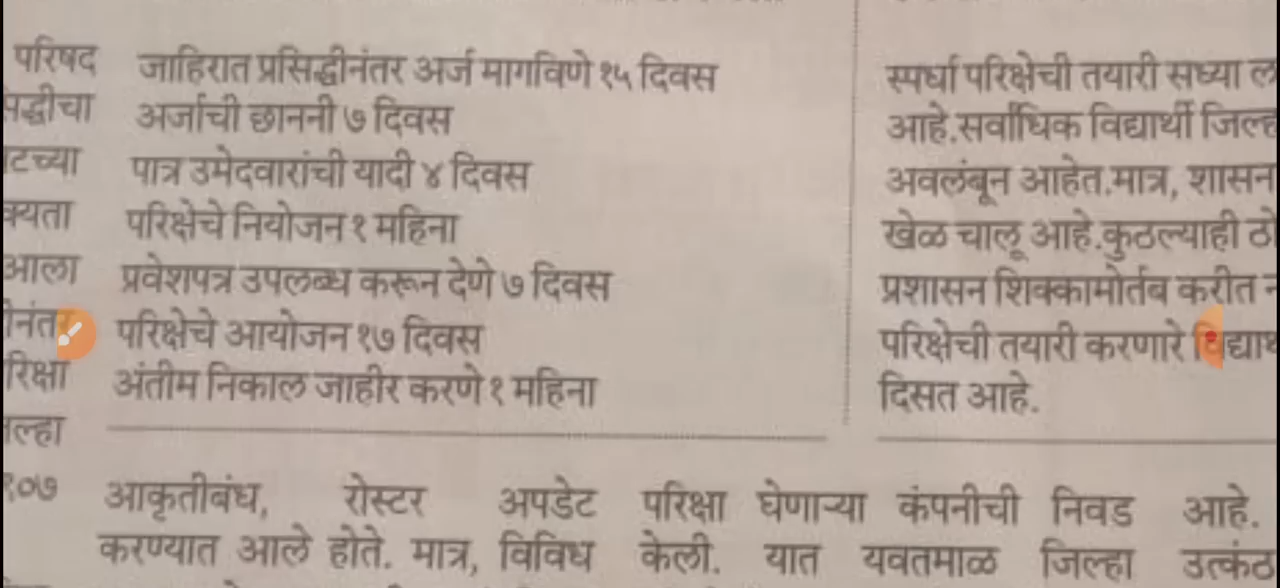 परिषद
टच्या
आला
जाहिरात प्रसिद्धीनंतर अर्ज मागविणे १५ दिवस
अर्जाची छाननी ७ दिवस
पात्र उमेदवारांची यादी ४ दिवस
परिक्षेचे नियोजन १ महिना
प्रवेशपत्र उपलब्ध करून देणे ७ दिवस
परिक्षेचे आयोजन १७ दिवस
अंतीम निकाल जाहीर करणे १ महिना
स्पर्धा परिक्षेची तयारी सध्या
आहे.सर्वाधिक विद्यार्थी
अवलंबून आहेत.मात्र, शासन
खेळ चालू आहे.कुठल्याही
प्रशासन शिक्कामोर्तब करीत
परिक्षेची तयारी करणारे
दिसत आहे.
आकृतीबंध, रोस्टर अपडेट
करण्यात आले होते. मात्र, विविध
परिक्षा घेणाऱ्या कंपनीची निवड
केली. यात यवतमाळ जिल्हा
आहे.